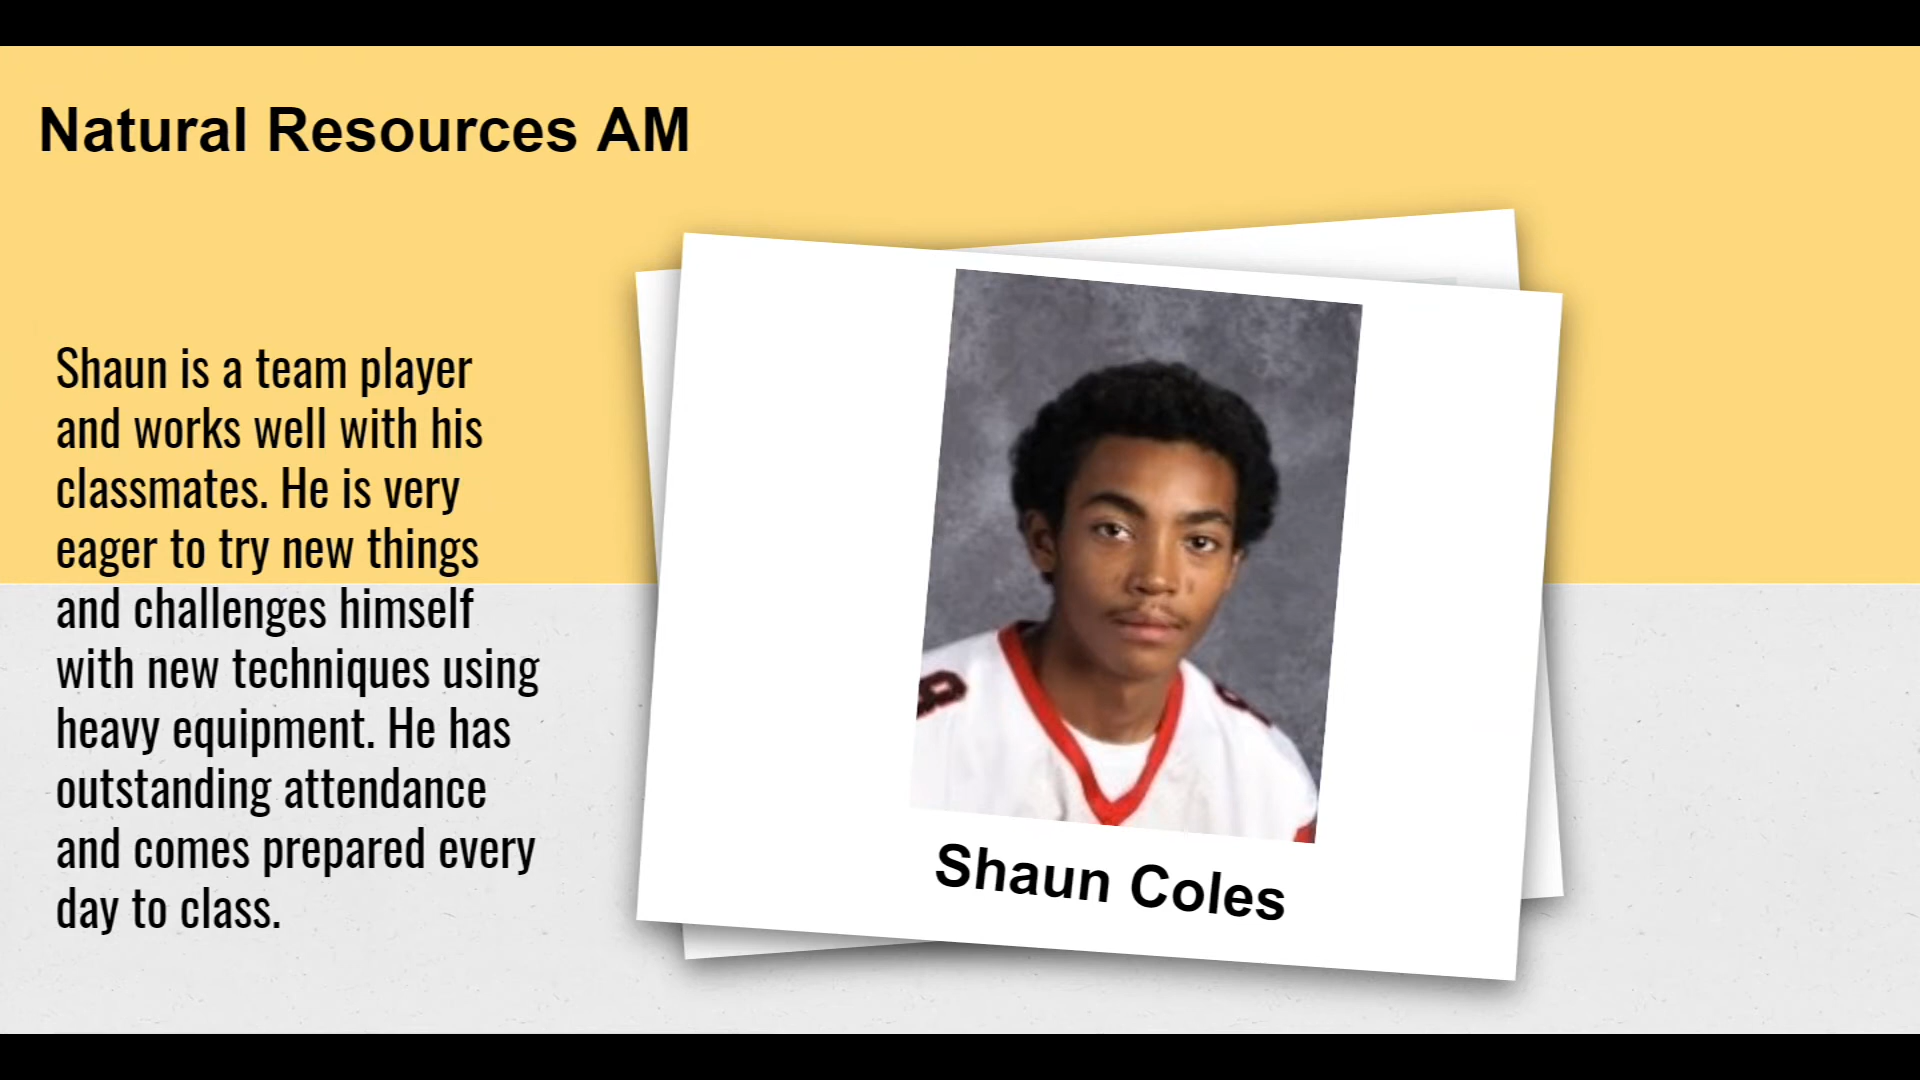 Natural Resources AM
Shaun is a team player
and works well with his
classmates. He is very
eager to try new things
and challenges himself
with new techniques using
heavy equipment. He has
outstanding attendance
and comes prepared every
day to class.
Shaun Coles